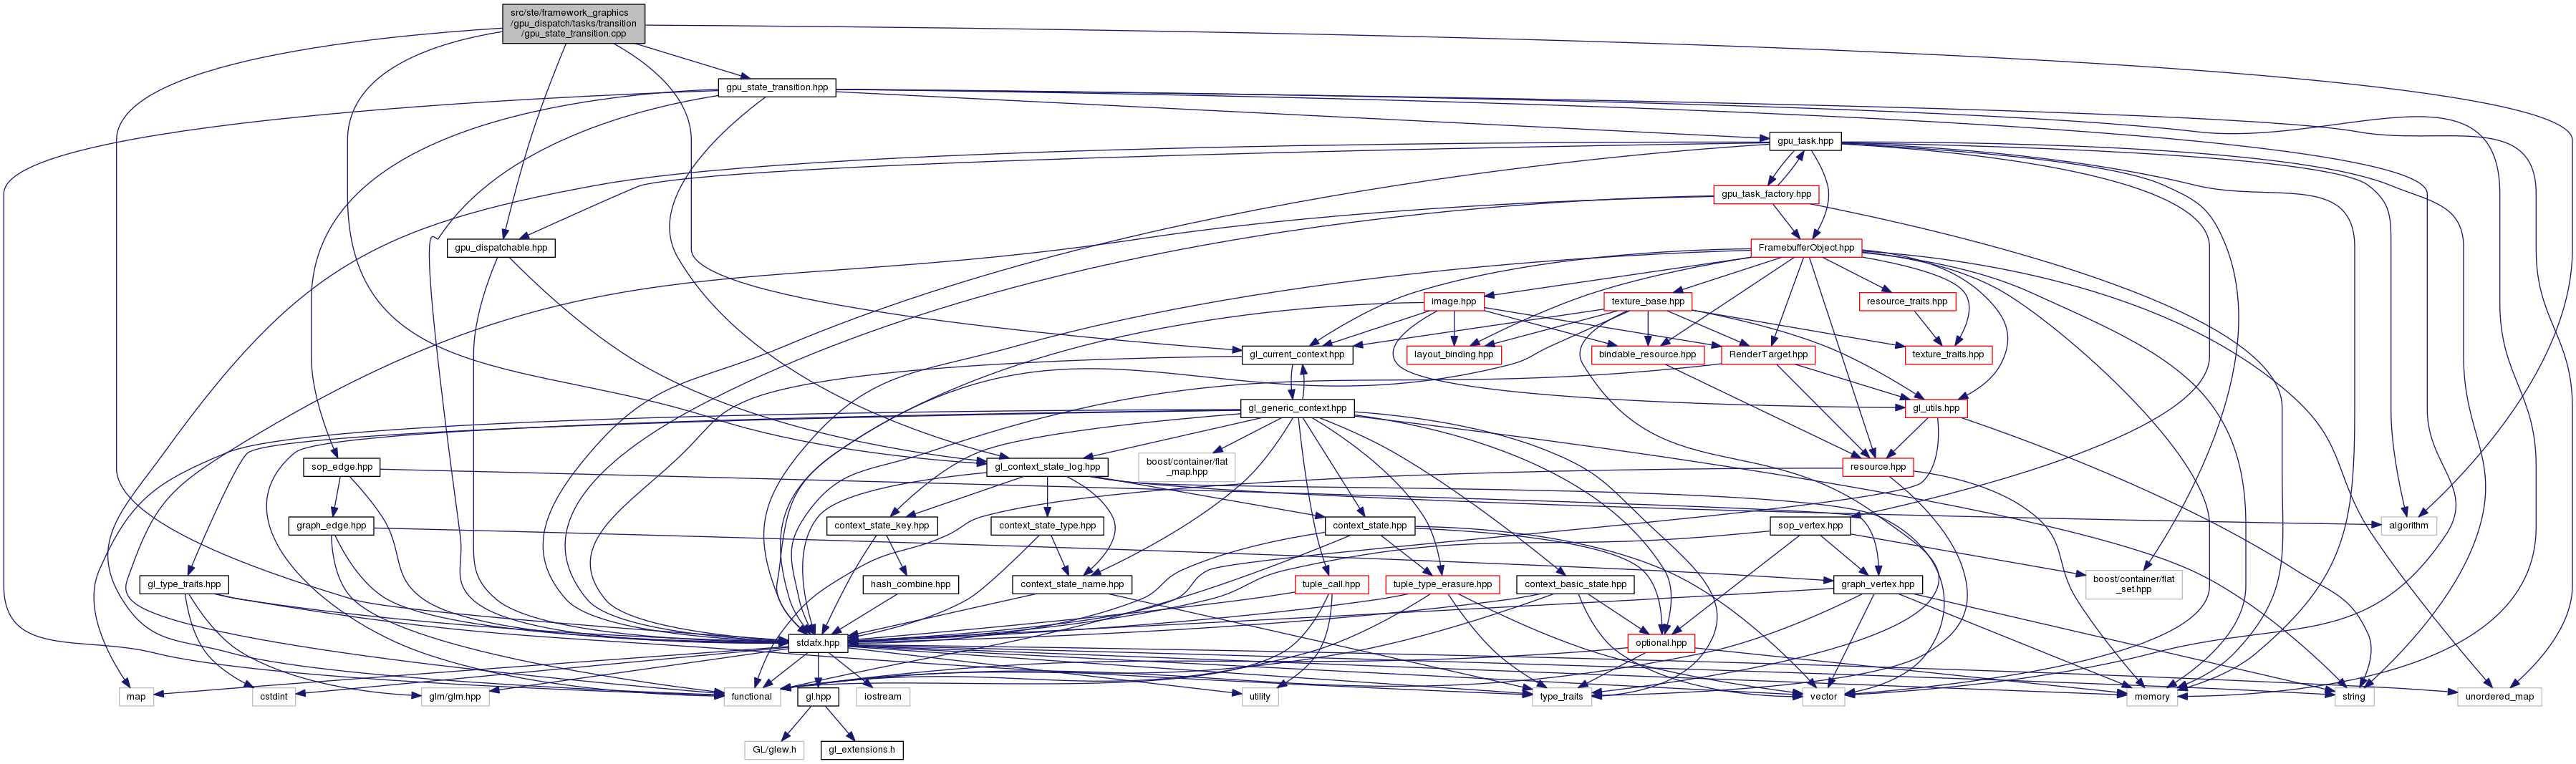 src/ste/framework_graphics
/gpu_dispatch/tasks/transition
/gpu_state_transition.cpp
gpu_state_transition.hpp
gpu_task.hpp
gpu_task_factory.hpp
gpu_dispatchable.hpp
FramebufferObject.hpp
image.hpp
texture_base.hpp
resource_traits.hpp
gl_current_context.hpp
layout_binding.hpp
bindable_resource.hpp
RenderTarget.hpp
texture_traits.hpp
gl_generic_context.hpp
gl_utils.hpp
sop_edge.hpp
gl_context_state_log.hpp
boost/container/flat
_map.hpp
resource.hpp
graph_edge.hpp
context_state_key.hpp
context_state_type.hpp
context_state.hpp
sop_vertex.hpp
algorithm
gl_type_traits.hpp
hash_combine.hpp
context_state_name.hpp
tuple_call.hpp
tuple_type_erasure.hpp
context_basic_state.hpp
graph_vertex.hpp
boost/container/flat
_set.hpp
stdafx.hpp
optional.hpp
map
cstdint
glm/glm.hpp
functional
gl.hpp
iostream
utility
type_traits
vector
memory
string
unordered_map
GL/glew.h
gl_extensions.h